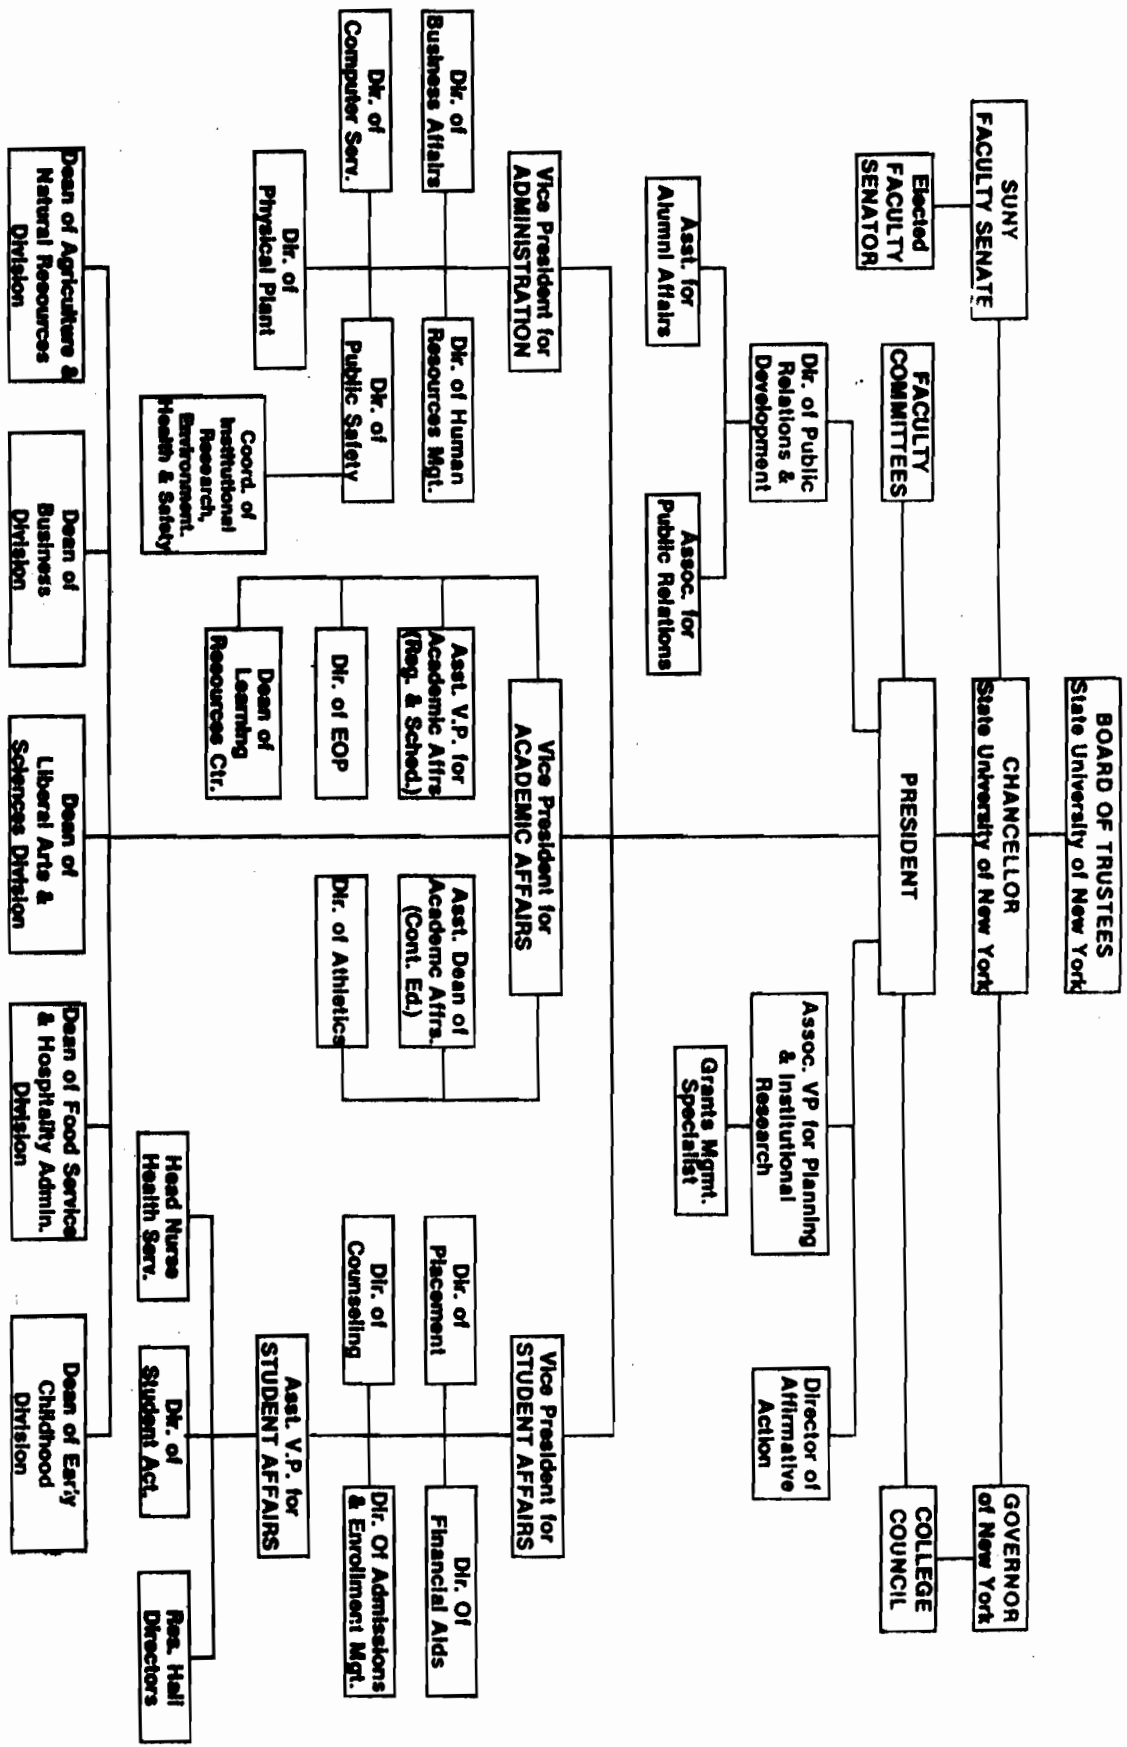 BOARD OF TRUSTEES
State University of New York
SUNY
FACULTY SENATE
CHANCELLOR
State University of New York
GOVERNOR
of New York
Elected
FACULTY
SENATOR
FACULTY
COMMITTEES
PRESIDENT
COLLEGE
COUNCIL
Dir. of Public
Relations &
Development
Assoc. VP for Planning
& Institutional
Research
Director of
Affirmative
Action
Asst. for
Alumni Affairs
Assoc. for
Public Relations
Grants Mgmt.
Specialist
Vice President for
ADMINISTRATION
Vice President for
ACADEMIC AFFAIRS
Vice President for
STUDENT AFFAIRS
Dir. of
Business Affairs
Dir. of Human
Resources Mgt.
Asst. V.P. for
Academic Affrs
(Reg. & Sched.)
Asst. Dean of
Academc Affrs.
(Cont. Ed.)
Dir. of
Placement
Dir. Of
Financial Aids
Dir. of
Computer Serv.
Dir. of
Public Safety
Dir. of EOP
Dir. of Athletics
Dir. of
Counseling
Dir. Of Admissions
& Enrollment Mgt.
Dir. of
Physical Plant
Dean of
Learning
Resources Ctr.
Asst. V.P. for
STUDENT AFFAIRS
Coord. of
Institutional
Research,
Environment.
Health & Safety
Head Nurse
Health Serv.
Dir. of
Student Act.
Res. Hall
Directors
Dean of Agriculture &
Natural Resources
Division
Dean of
Business
Division
Dean of
Liberal Arts &
Sciences Division
Dean of Food Service
& Hospitality Admin.
Division
Dean of Early
Childhood
Division